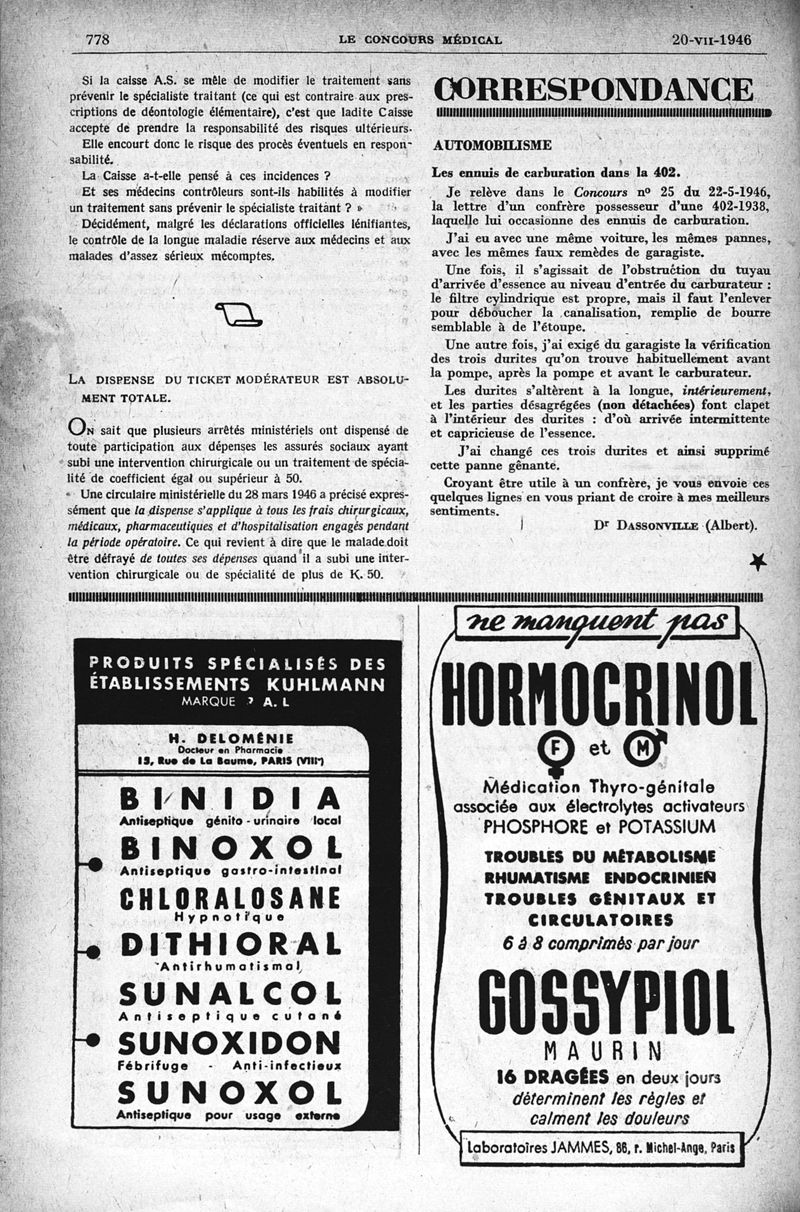 778
LE CONCOURS MÉDICAL
20-VII-1946
Si la caisse A.S. se mêle de modifier le traitement sans
prévenir le spécialiste traitant (ce qui est contraire aux pres-
criptions de déontologie élémentaire), c'est que ladite Caisse
accepte de prendre la responsabilité des risques ultérieurs.
Elle encourt donc le risque des procès éventuels en respon-
sabilité.
La Caisse a-t-elle pensé à ces incidences ?
Et ses médecins contrôleurs sont-ils habilités à modifier
un traitement sans prévenir le spécialiste traitant ? »
Décidément, malgré les déclarations officielles lénifiantes,
le contrôle de la longue maladie réserve aux médecins et aux
malades d'assez sérieux mécomptes.
LA DISPENSE DU TICKET MODÉRATEUR EST ABSOLU-
MENT TOTALE.
ON sait que plusieurs arrêtés ministériels ont dispensé de
toute participation aux dépenses les assurés sociaux ayant
subi une intervention chirurgicale ou un traitement de spécia-
lité de coefficient égal ou supérieur à 50.
Une circulaire ministérielle du 28 mars 1946 a précisé expres-
sément que la dispense s'applique à tous les frais chirurgicaux,
médicaux, pharmaceutiques et d'hospitalisation engagés pendant
la période opératoire. Ce qui revient à dire que le malade doit
être défrayé de toutes ses dépenses quand il a subi une inter-
vention chirurgicale ou de spécialité de plus de K. 50.
CORRESPONDANCE
AUTOMOBILISME
Les ennuis de carburation dans la 402.
Je relève dans le Concours nº 25 du 22-5-1946,
la lettre d'un confrère possesseur d'une 402-1938,
laquelle lui occasionne des ennuis de carburation.
J'ai eu avec une même voiture, les mêmes pannes,
avec les mêmes faux remèdes de garagiste.
Une fois, il s'agissait de l'obstruction du tuyau
d'arrivée d'essence au niveau d'entrée du carburateur :
le filtre cylindrique est propre, mais il faut l'enlever
pour déboucher la canalisation, remplie de bourre
semblable à de l'étoupe.
Une autre fois, j'ai exigé du garagiste la vérification
des trois durites qu'on trouve habituellement avant
la pompe, après la pompe et avant le carburateur.
Les durites s'altèrent à la longue, intérieurement,
et les parties désagrégées (non détachées) font clapet
à l'intérieur des durites : d'où arrivée intermittente
et capricieuse de l'essence.
J'ai changé ces trois durites et ainsi supprimé
cette panne gênante.
Croyant être utile à un confrère, je vous envoie ces
quelques lignes en vous priant de croire à mes meilleurs
sentiments.
Dr DASSONVILLE (Albert).
PRODUITS SPÉCIALISÉS DES
ÉTABLISSEMENTS KUHLMANN
MARQUE A. L
H. DELOMÉNIE
Docteur en Pharmacie
15, Rue de La Baume, PARIS (VIIIe)
BINIDIA
Antiseptique génito-urinaire local
BINOXOL
Antiseptique gastro-intestinal
CHLORALOSANE
Hypnotique
DITHIORAL
Antirhumatismal
SUNALCOL
Antiseptique cutané
SUNOXIDON
Fébrifuge - Anti-infectieux
SUNOXOL
Antiseptique pour usage externe
ne manquent pas
HORMOCRINOL
F et M
Médication Thyro-génitale
associée aux électrolytes activateurs
PHOSPHORE et POTASSIUM
TROUBLES DU MÉTABOLISME
RHUMATISME ENDOCRINIEN
TROUBLES GÉNITAUX ET
CIRCULATOIRES
6 à 8 comprimés par jour
GOSSYPIOL
MAURIN
16 DRAGÉES en deux jours
déterminent les règles et
calment les douleurs
Laboratoires JAMMES, 86, r. Michel-Ange, Paris